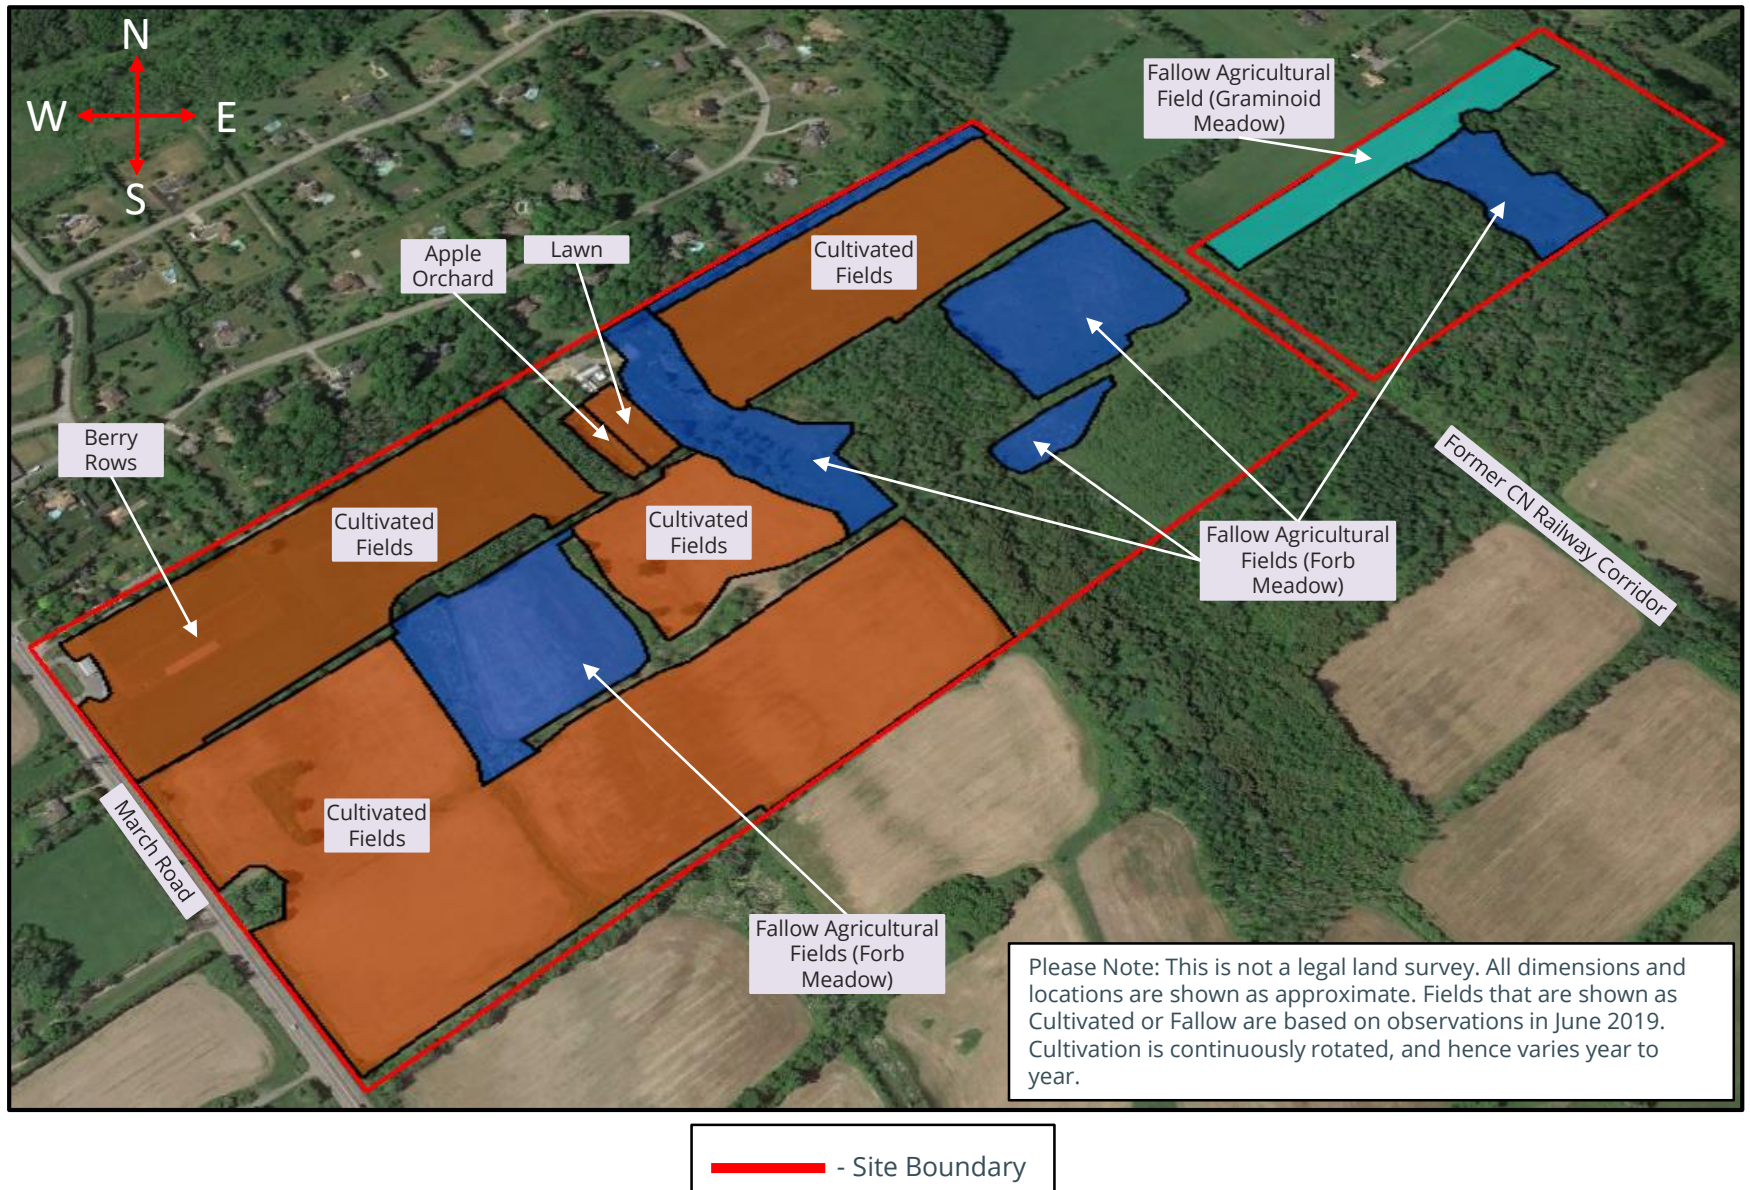 N
W
E
S
Fallow Agricultural
Field (Graminoid
Meadow)
Apple
Orchard
Lawn
Cultivated
Fields
Berry
Rows
Cultivated
Fields
Cultivated
Fields
Fallow Agricultural
Fields (Forb
Meadow)
Former CN Railway Corridor
Cultivated
Fields
March Road
Fallow Agricultural
Fields (Forb
Meadow)
Please Note: This is not a legal land survey. All dimensions and
locations are shown as approximate. Fields that are shown as
Cultivated or Fallow are based on observations in June 2019.
Cultivation is continuously rotated, and hence varies year to
year.
- Site Boundary